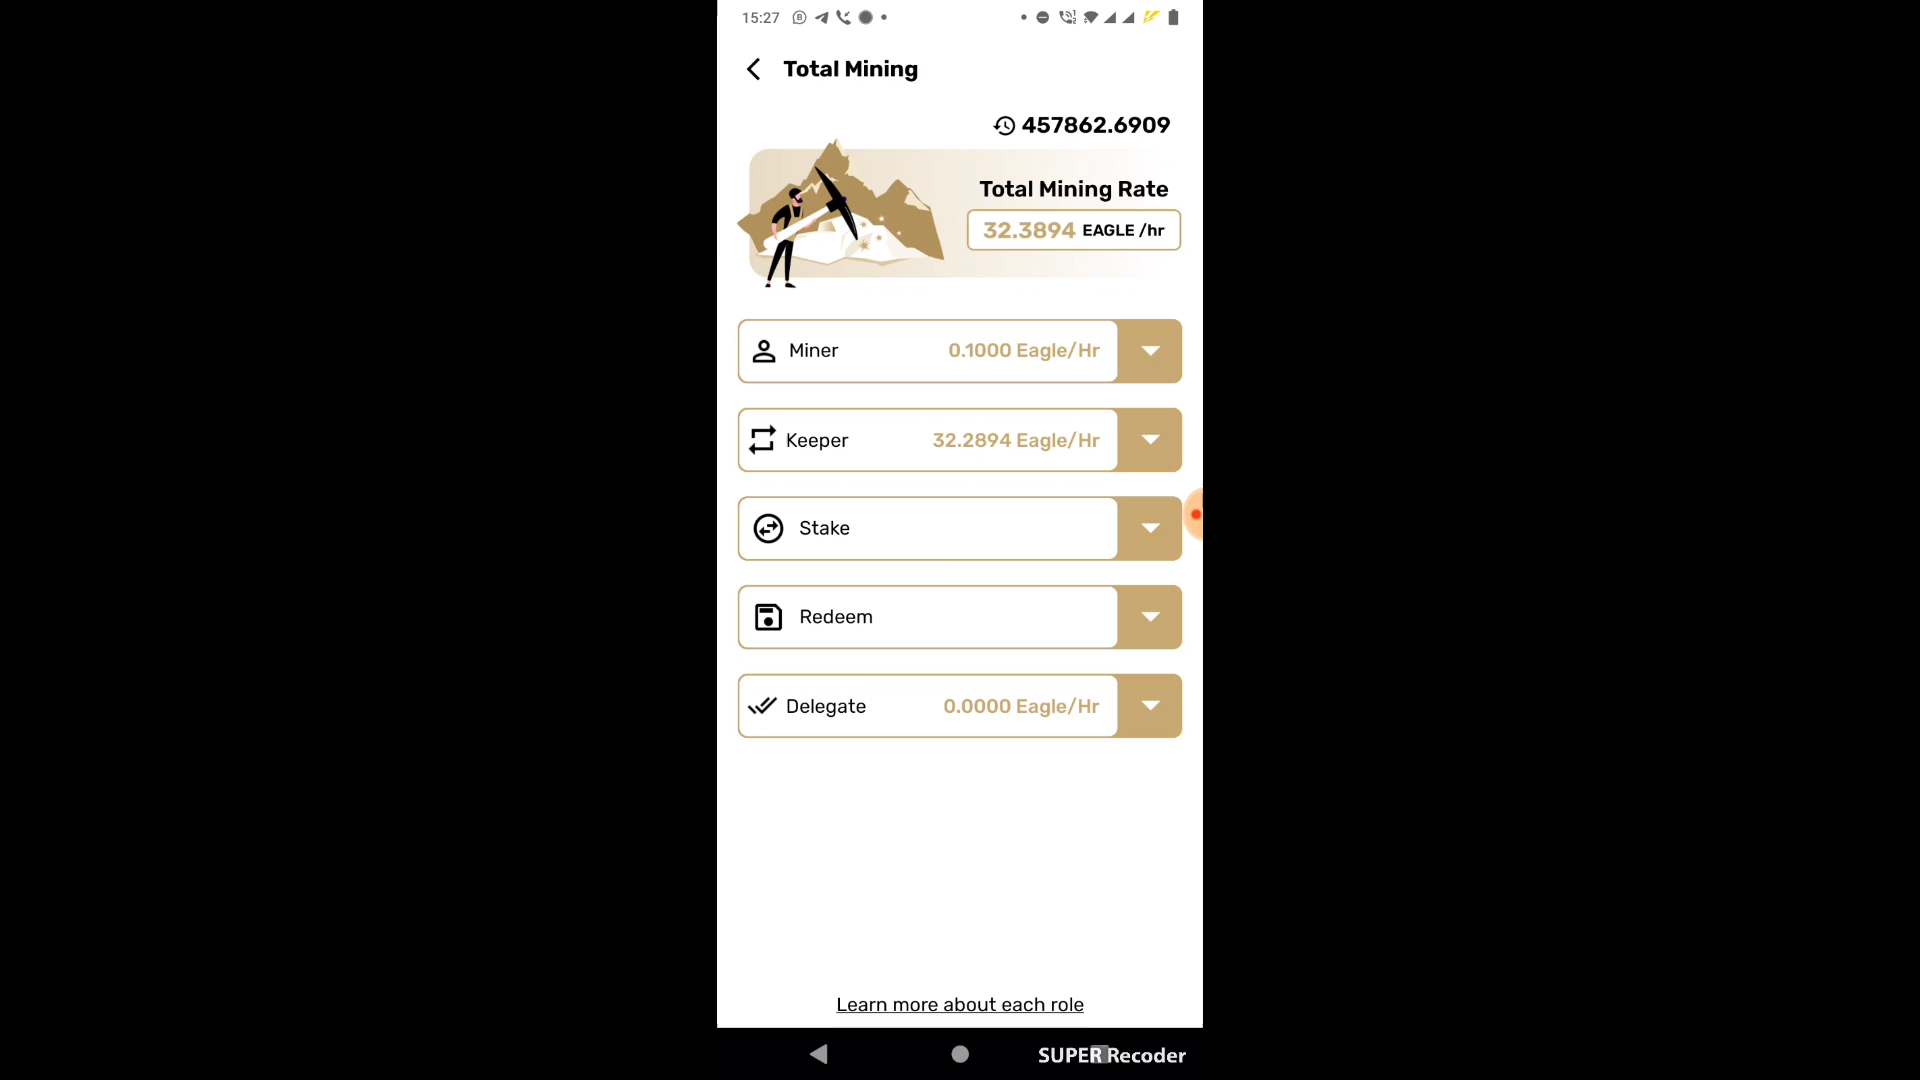 15:27
Total Mining
457862.6909
Total Mining Rate
32.3894 EAGLE /hr
Miner 0.1000 Eagle/Hr
Keeper 32.2894 Eagle/Hr
Stake
Redeem
Delegate 0.0000 Eagle/Hr
Learn more about each role
SUPER Recoder